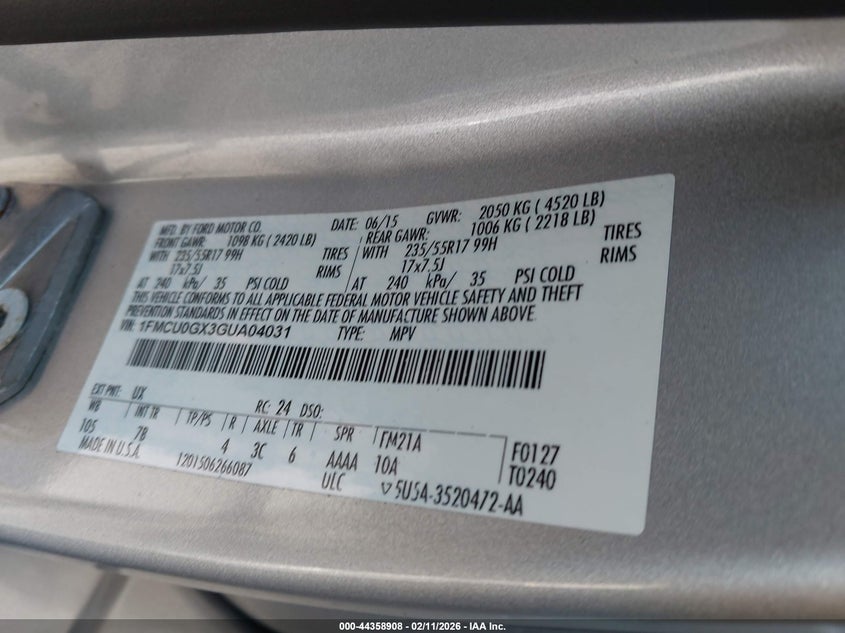 MFD. BY FORD MOTOR CO. DATE: 06/15 GVWR: 2050 KG ( 4520 LB)
FRONT GAWR: 1098 KG ( 2420 LB) REAR GAWR: 1006 KG ( 2218 LB)
WITH 235/55R17 99H TIRES WITH 235/55R17 99H TIRES
17x7.5J RIMS 17x7.5J RIMS
AT 240 kPa/ 35 PSI COLD AT 240 kPa/ 35 PSI COLD
THIS VEHICLE CONFORMS TO ALL APPLICABLE FEDERAL MOTOR VEHICLE SAFETY AND THEFT
PREVENTION STANDARDS IN EFFECT ON THE DATE OF MANUFACTURE SHOWN ABOVE.
VIN: 1FMCU0GX3GUA04031 TYPE: MPV
EXT PNT: UX RC: 24 DSO:
WB INT TR TP/PS R AXLE TR SPR FM21A F0127
105 7B 4 3C 6 AAAA 10A T0240
MADE IN U.S.A. 1201506266087 ULC 5U5A-3520472-AA
000-44358908 - 02/11/2026 - IAA Inc.